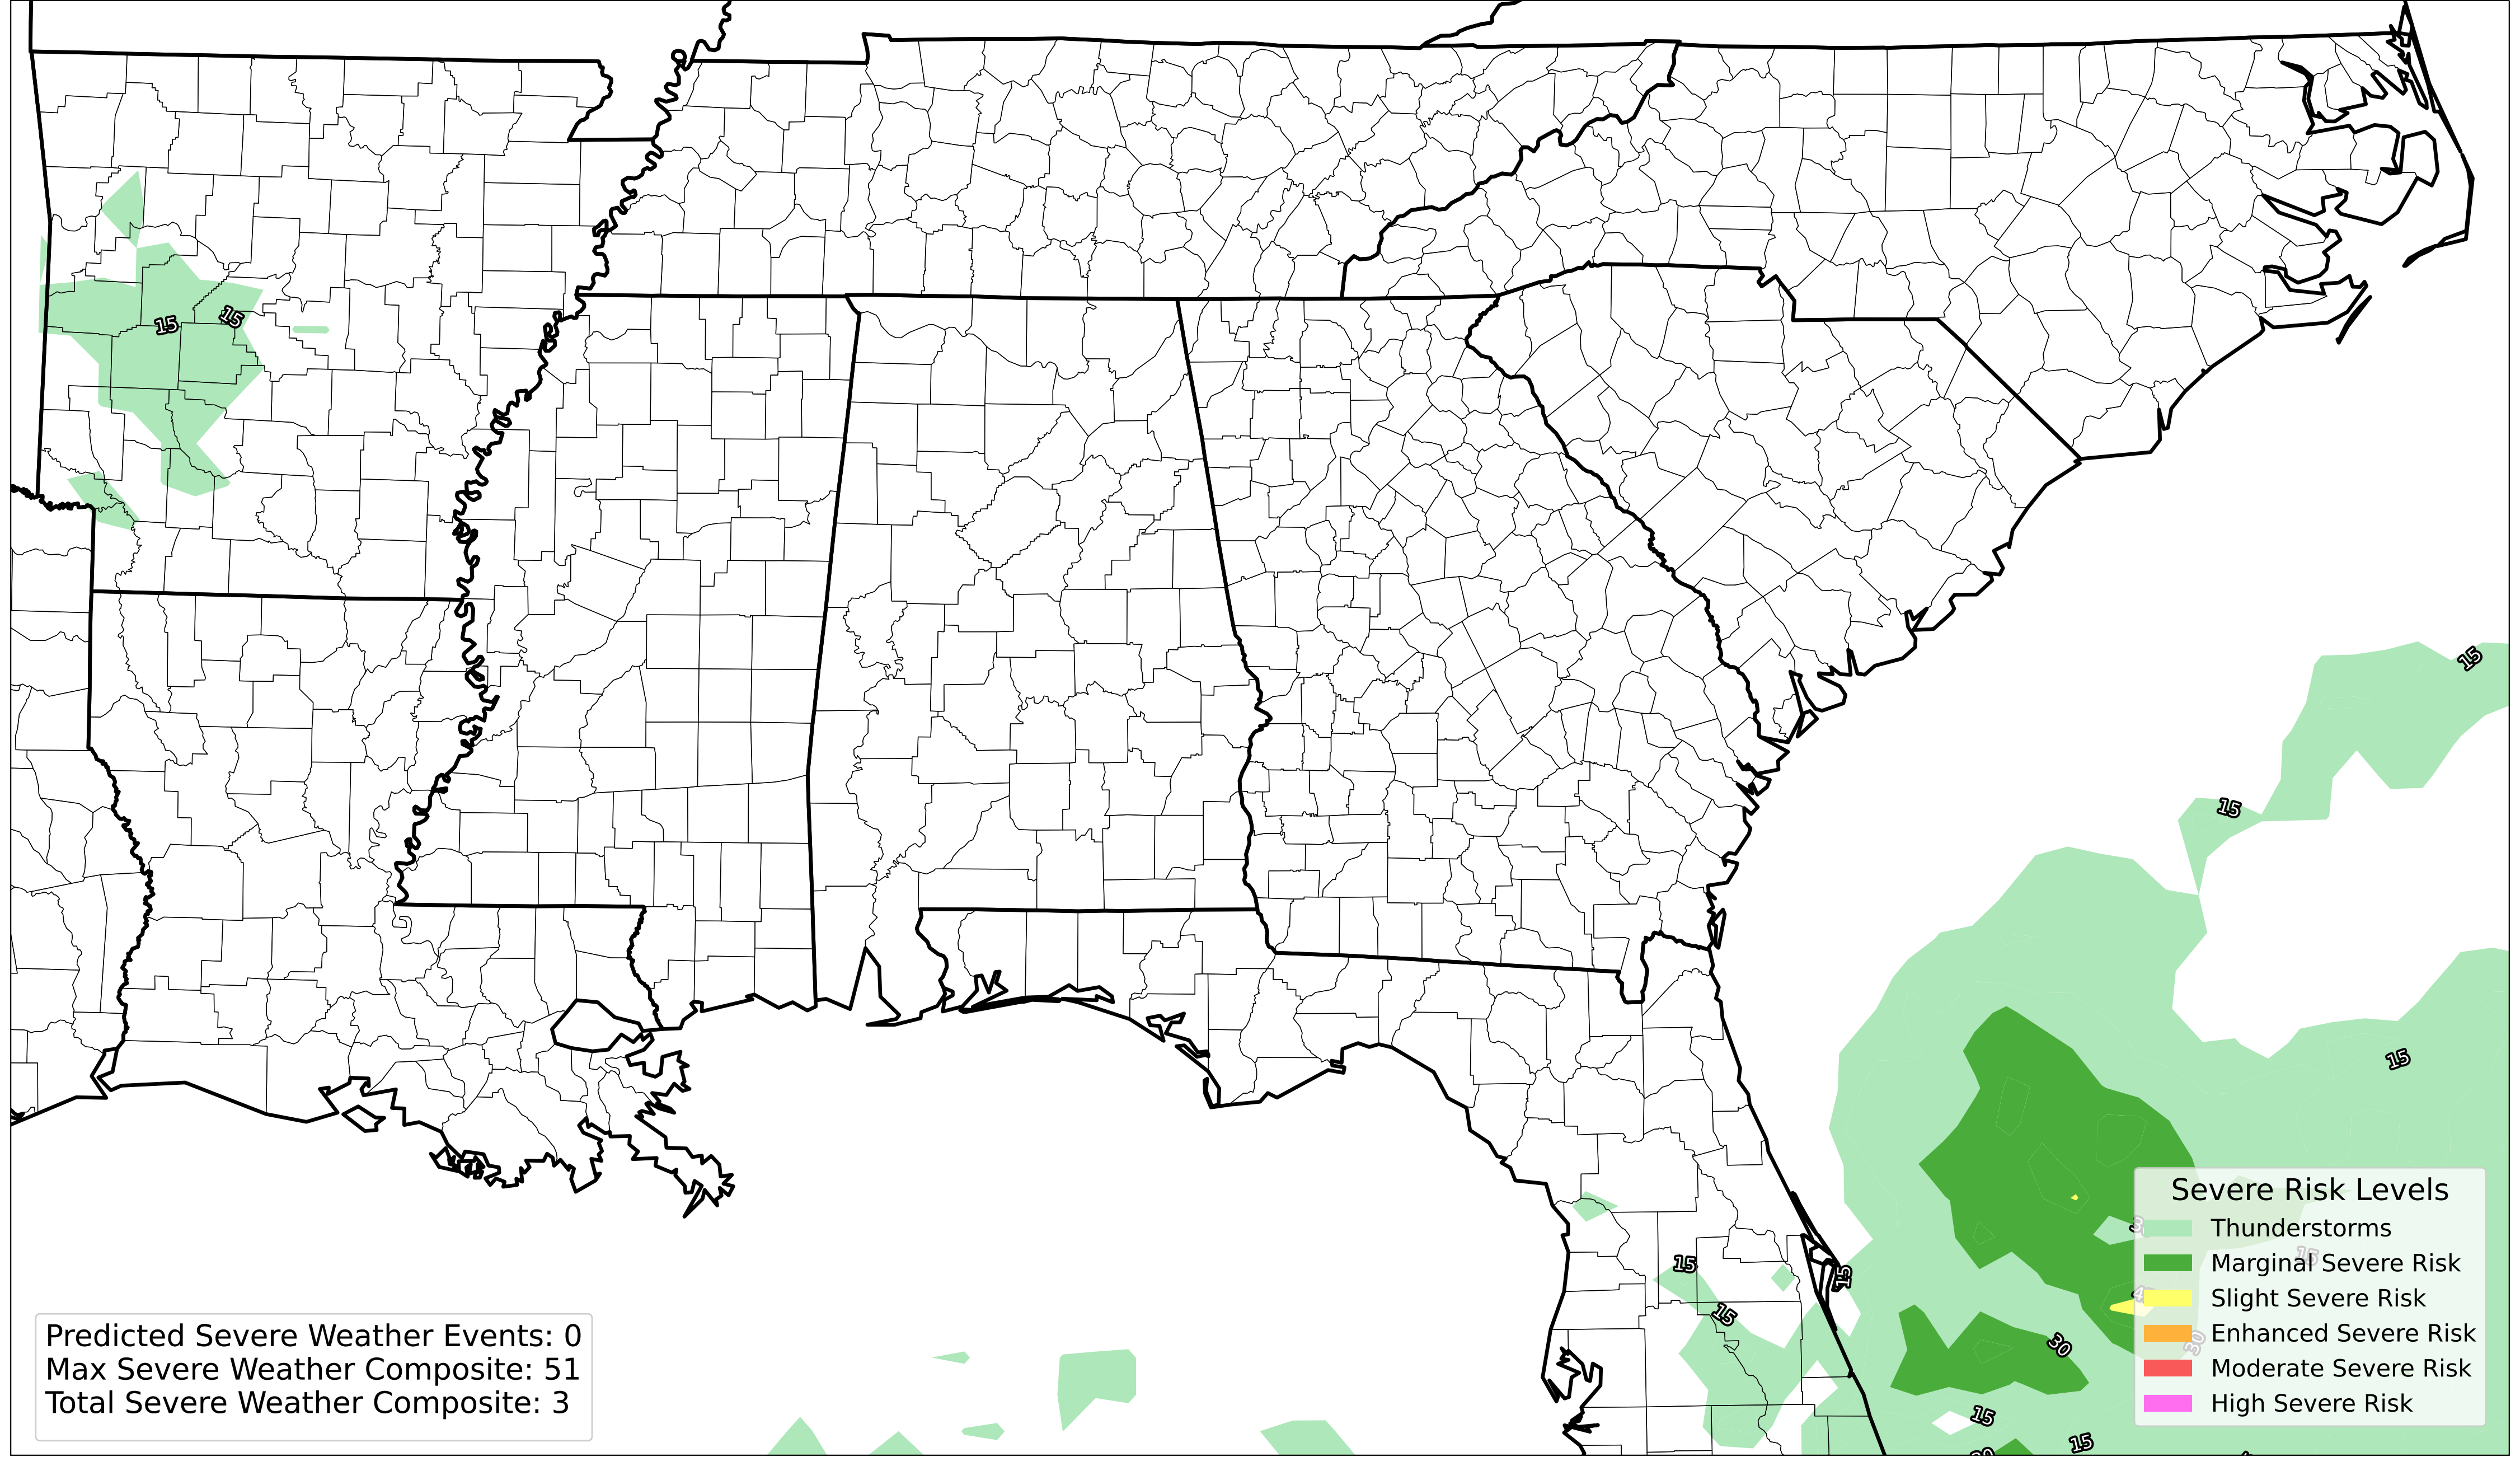 15
15
15
15
15
15
15
15
30
15
15
15
30
Severe Risk Levels
Thunderstorms
Marginal Severe Risk
Slight Severe Risk
Enhanced Severe Risk
Moderate Severe Risk
High Severe Risk
Predicted Severe Weather Events: 0
Max Severe Weather Composite: 51
Total Severe Weather Composite: 3